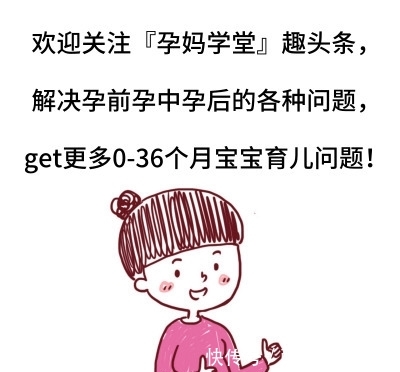 欢迎关注『孕妈学堂』趣头条，
解决孕前孕中孕后的各种问题，
get更多0-36个月宝宝育儿问题！
快传号